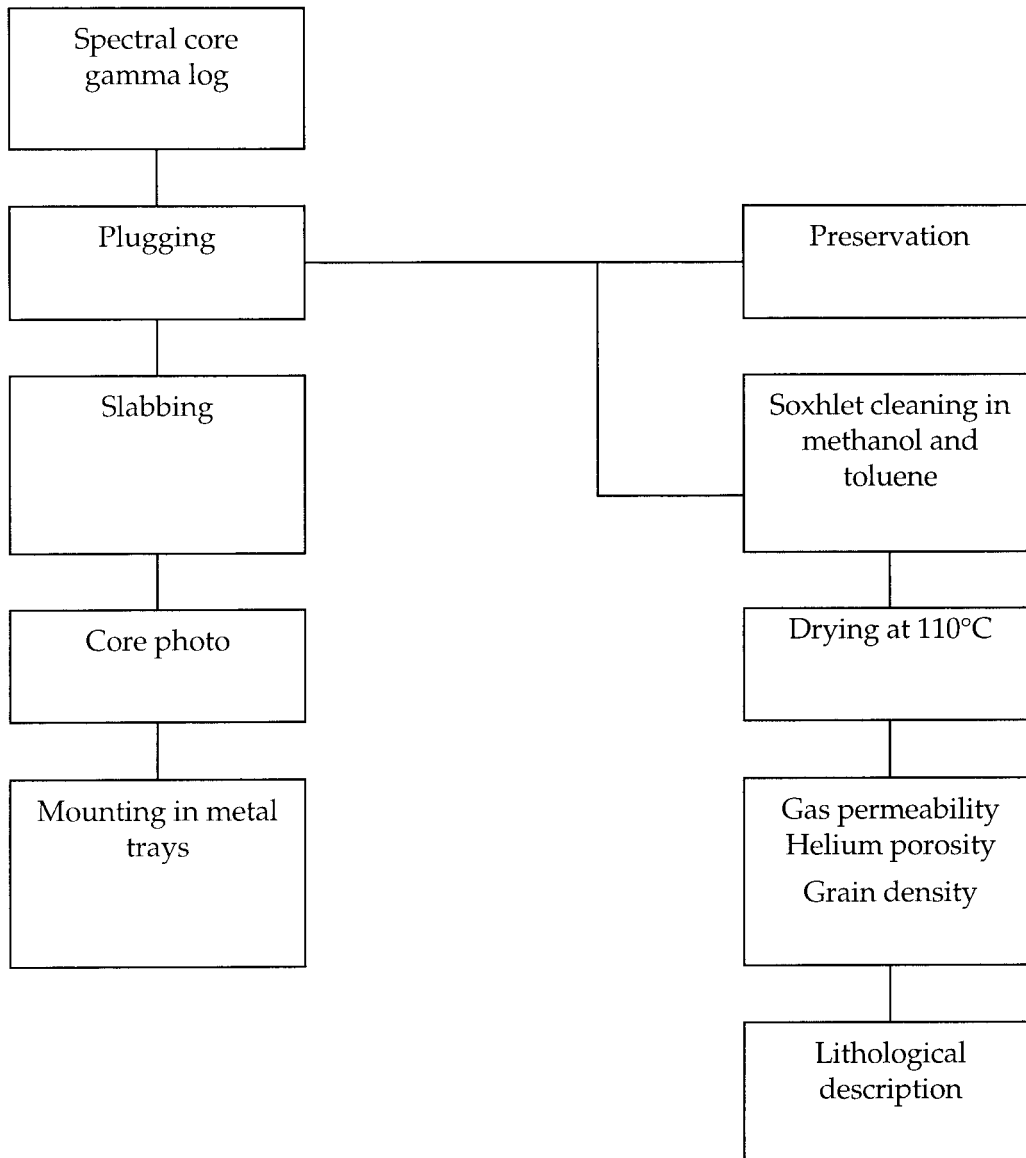 Spectral core
gamma log
Plugging
Preservation
Slabbing
Soxhlet cleaning in
methanol and
toluene
Core photo
Drying at 110°C
Mounting in metal
trays
Gas permeability
Helium porosity
Grain density
Lithological
description